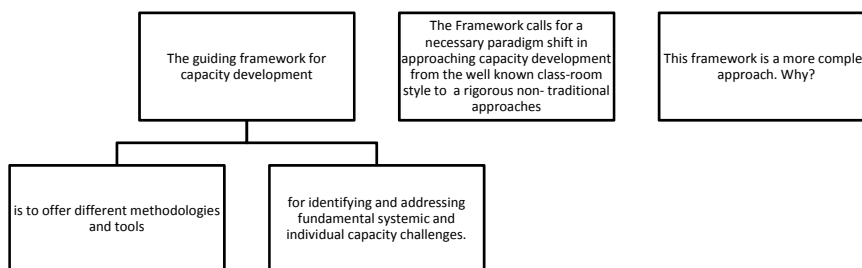 The guiding framework for
capacity development
The Framework calls for a
necessary paradigm shift in
approaching capacity development
from the well known class-room
style to a rigorous non- traditional
approaches
This framework is a more comple
approach. Why?
is to offer different methodologies
and tools
for identifying and addressing
fundamental systemic and
individual capacity challenges.